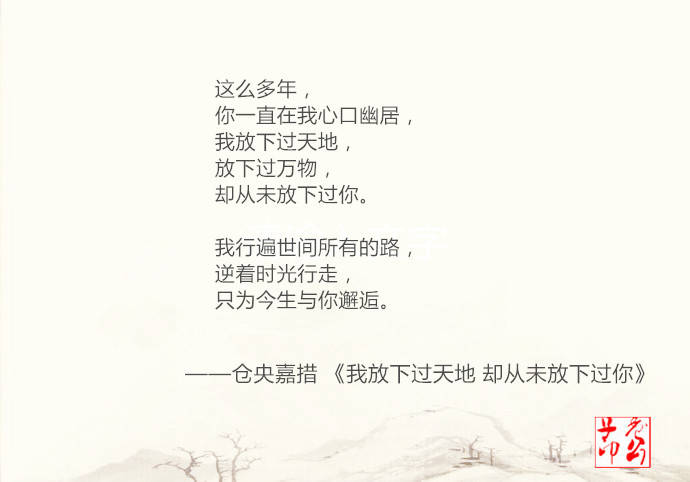 这么多年，
你一直在我心口幽居，
我放下过天地，
放下过万物，
却从未放下过你。
我行遍世间所有的路，
逆着时光行走，
只为今生与你邂逅。
——仓央嘉措 《我放下过天地 却从未放下过你》